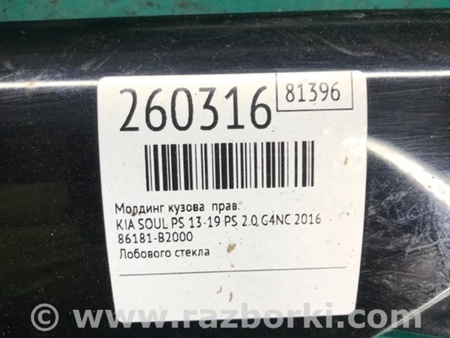 260316
81396
Молдинг кузова прав.
KIA SOUL PS 13-19 PS 2.0 G4NC 2016
86181-B2000
Лобового стекла
www.razborki.com